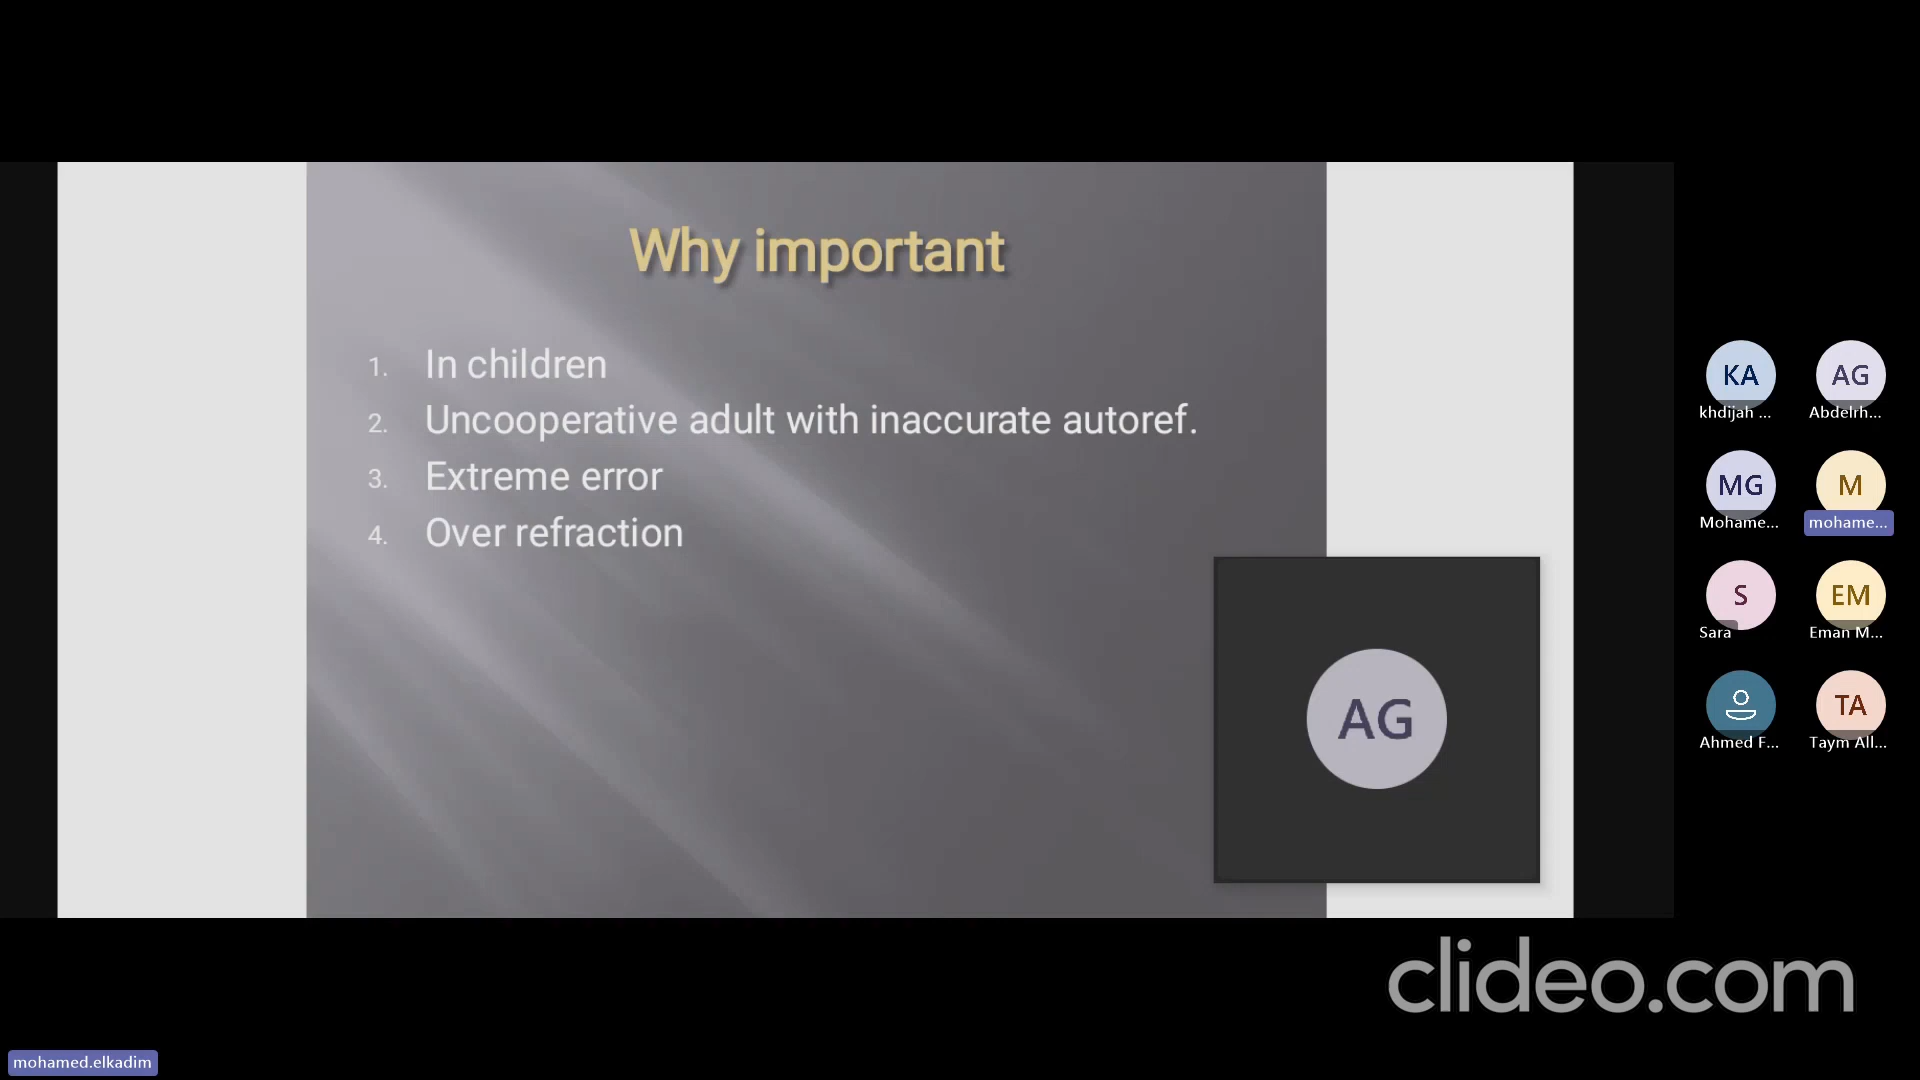 Why important
1. In children
2. Uncooperative adult with inaccurate autoref.
3. Extreme error
4. Over refraction
AG
KA
khdijah ...
AG
Abdelrh...
MG
Mohame...
M
mohame...
S
Sara
EM
Eman M...
Ahmed F...
TA
Taym All...
clideo.com
mohamed.elkadim